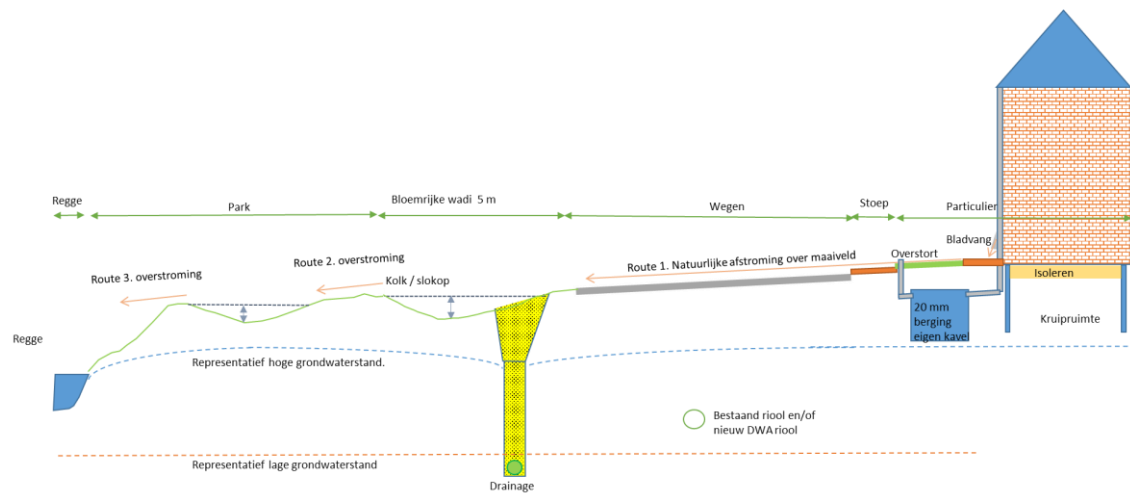 Regge
Park
Bloemrijke wadi 5 m
Wegen
Stoep
Particulier
Bladvang
Overstort
Route 1. Natuurlijke afstroming over maaiveld
Route 2. overstroming
Route 3. overstroming
Kolk / slokop
Isoleren
20 mm
berging
eigen kavel
Kruipruimte
Regge
Representatief hoge grondwaterstand.
Bestaand riool en/of
nieuw DWA riool
Representatief lage grondwaterstand
Drainage